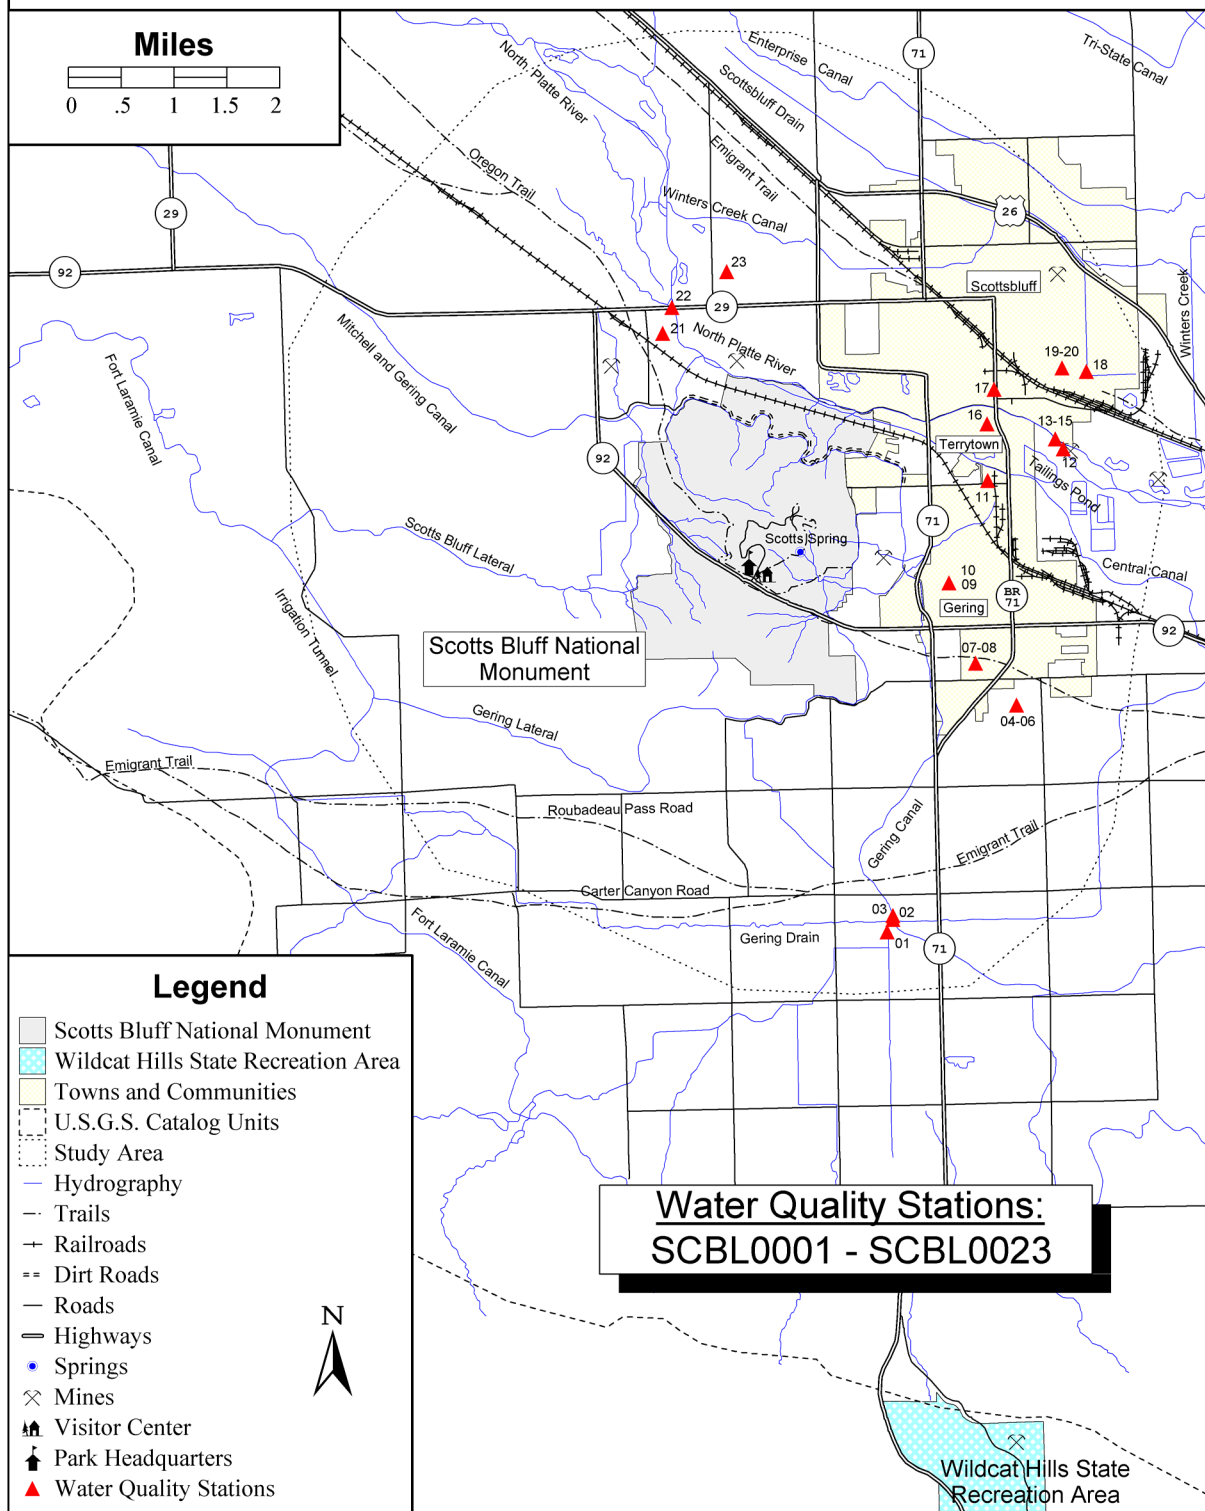 Miles
0 .5 1 1.5 2
North Platte River
Enterprise Canal
Tri-State Canal
Scottsbluff Drain
71
Oregon Trail
Emigrant Trail
Winters Creek Canal
29
26
92
23
Scottsbluff
Winters Creek
22
29
21
North Platte River
Mitchell and Gering Canal
Fort Laramie Canal
19-20
18
17
16
13-15
Terrytown
12
92
Tailings Pond
11
71
Scotts Bluff Lateral
Scotts Spring
Central Canal
10
09
BR
71
Gering
Irrigation Tunnel
92
Scotts Bluff National
Monument
07-08
Gering Lateral
04-06
Emigrant Trail
Roubadeau Pass Road
Gering Canal
Emigrant Trail
Carter Canyon Road
Fort Laramie Canal
03
02
Gering Drain
01
71
Legend
Scotts Bluff National Monument
Wildcat Hills State Recreation Area
Towns and Communities
U.S.G.S. Catalog Units
Study Area
Hydrography
Trails
Railroads
Dirt Roads
Roads
Highways
Springs
Mines
Visitor Center
Park Headquarters
Water Quality Stations
N
Water Quality Stations:
SCBL0001 - SCBL0023
Wildcat Hills State
Recreation Area